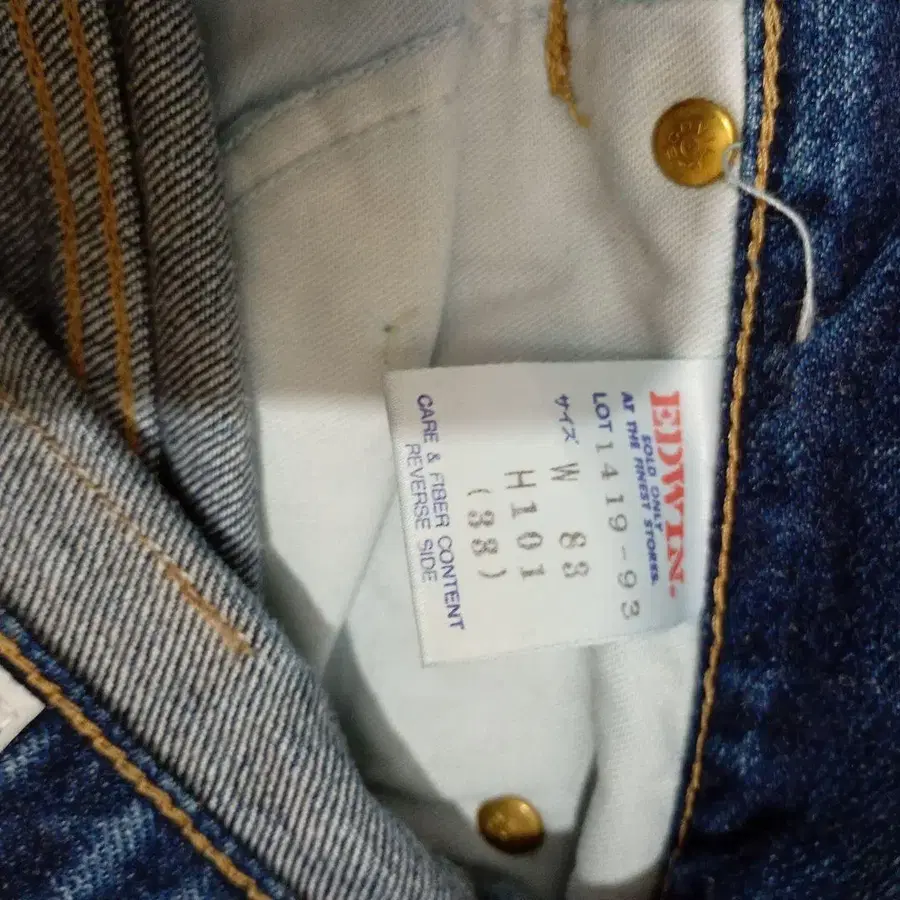 EDWIN
SOLD ONLY
AT THE FINEST STORES.
LOT 1419-93
サイズ W 83
H101
(33)
CARE & FIBER CONTENT
REVERSE SIDE